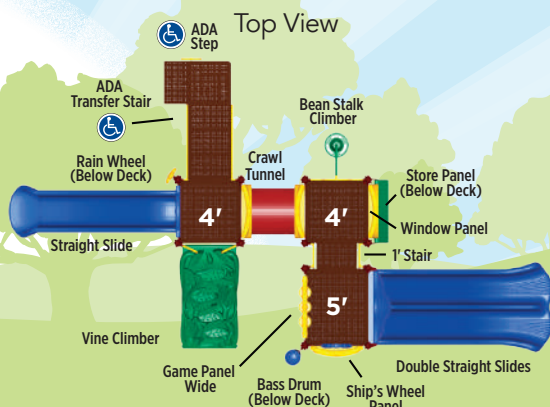 Top View
ADA
Step
ADA
Transfer Stair
Bean Stalk
Climber
Rain Wheel
(Below Deck)
Crawl
Tunnel
Store Panel
(Below Deck)
4'
4'
Window Panel
Straight Slide
1' Stair
5'
Vine Climber
Game Panel
Wide
Bass Drum
(Below Deck)
Ship's Wheel
Panel
Double Straight Slides